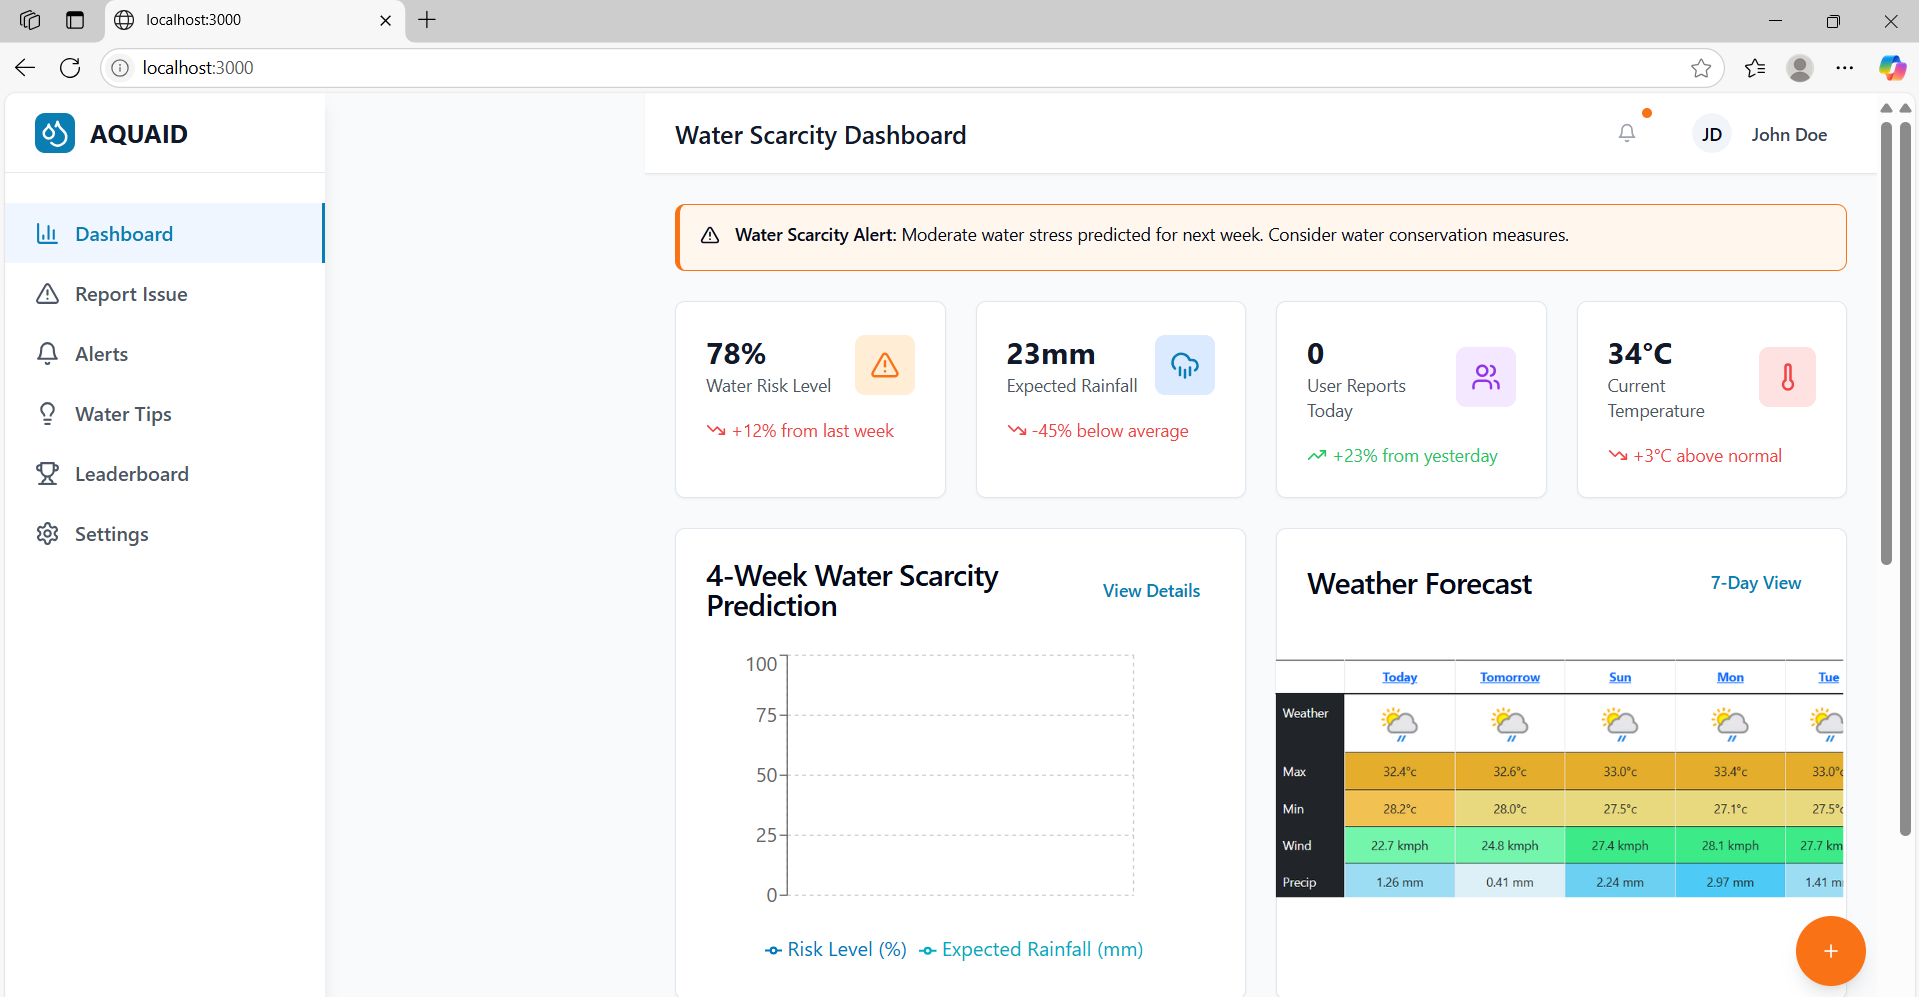 localhost:3000
localhost:3000
AQUAID
Dashboard
Report Issue
Alerts
Water Tips
Leaderboard
Settings
Water Scarcity Dashboard
JD
John Doe
Water Scarcity Alert: Moderate water stress predicted for next week. Consider water conservation measures.
78%
Water Risk Level
+12% from last week
23mm
Expected Rainfall
-45% below average
0
User Reports
Today
+23% from yesterday
34°C
Current
Temperature
+3°C above normal
4-Week Water Scarcity
Prediction
View Details
100
75
50
25
0
Risk Level (%) Expected Rainfall (mm)
Weather Forecast
7-Day View
Today Tomorrow Sun Mon Tue
Weather
Max 32.4°c 32.6°c 33.0°c 33.4°c 33.0°c
Min 28.2°c 28.0°c 27.5°c 27.1°c 27.5°c
Wind 22.7 kmph 24.8 kmph 27.4 kmph 28.1 kmph 27.7 km
Precip 1.26 mm 0.41 mm 2.24 mm 2.97 mm 1.41 m